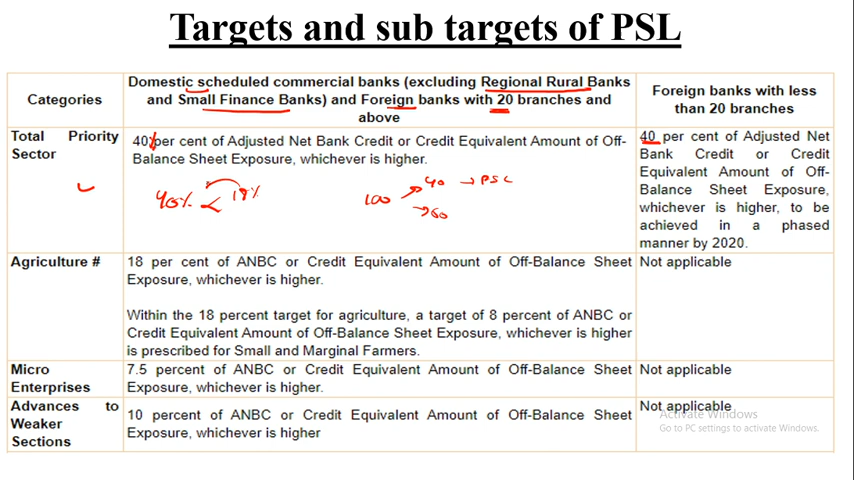 Targets and sub targets of PSL
Categories
Domestic scheduled commercial banks (excluding Regional Rural Banks
and Small Finance Banks) and Foreign banks with 20 branches and
above
Foreign banks with less
than 20 branches
Total Priority
Sector
40 per cent of Adjusted Net Bank Credit or Credit Equivalent Amount of Off-
Balance Sheet Exposure, whichever is higher.
40% < 18%
100 → 40 → PSL
→ 60
40 per cent of Adjusted Net
Bank Credit or Credit
Equivalent Amount of Off-
Balance Sheet Exposure,
whichever is higher, to be
achieved in a phased
manner by 2020.
Agriculture #
18 per cent of ANBC or Credit Equivalent Amount of Off-Balance Sheet
Exposure, whichever is higher.
Within the 18 percent target for agriculture, a target of 8 percent of ANBC or
Credit Equivalent Amount of Off-Balance Sheet Exposure, whichever is higher
is prescribed for Small and Marginal Farmers.
Not applicable
Micro
Enterprises
7.5 percent of ANBC or Credit Equivalent Amount of Off-Balance Sheet
Exposure, whichever is higher.
Not applicable
Advances to
Weaker
Sections
10 percent of ANBC or Credit Equivalent Amount of Off-Balance Sheet
Exposure, whichever is higher
Not applicable
Activate Windows
Go to PC settings to activate Windows.